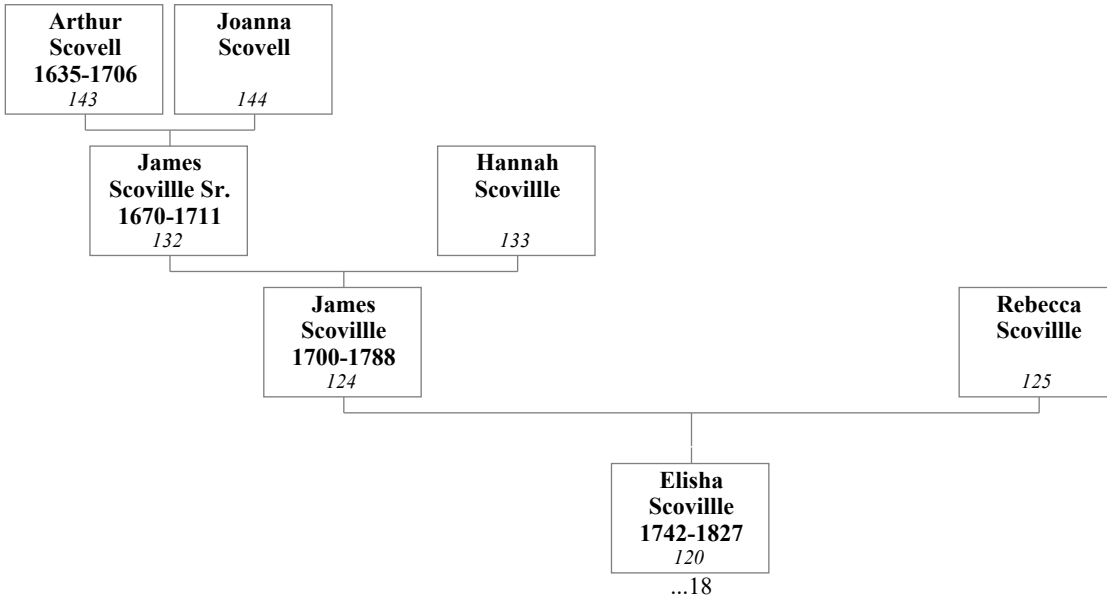 Arthur
Scovell
1635-1706
143
Joanna
Scovell
144
James
Scovillle Sr.
1670-1711
132
Hannah
Scovillle
133
James
Scovillle
1700-1788
124
Rebecca
Scovillle
125
Elisha
Scovillle
1742-1827
120
...18